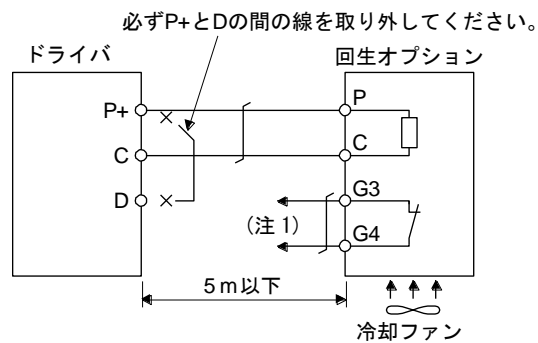 必ずP+とDの間の線を取り外してください。
ドライバ
回生オプション
P+
P
C
C
D
G3
(注1)
G4
5m以下
冷却ファン